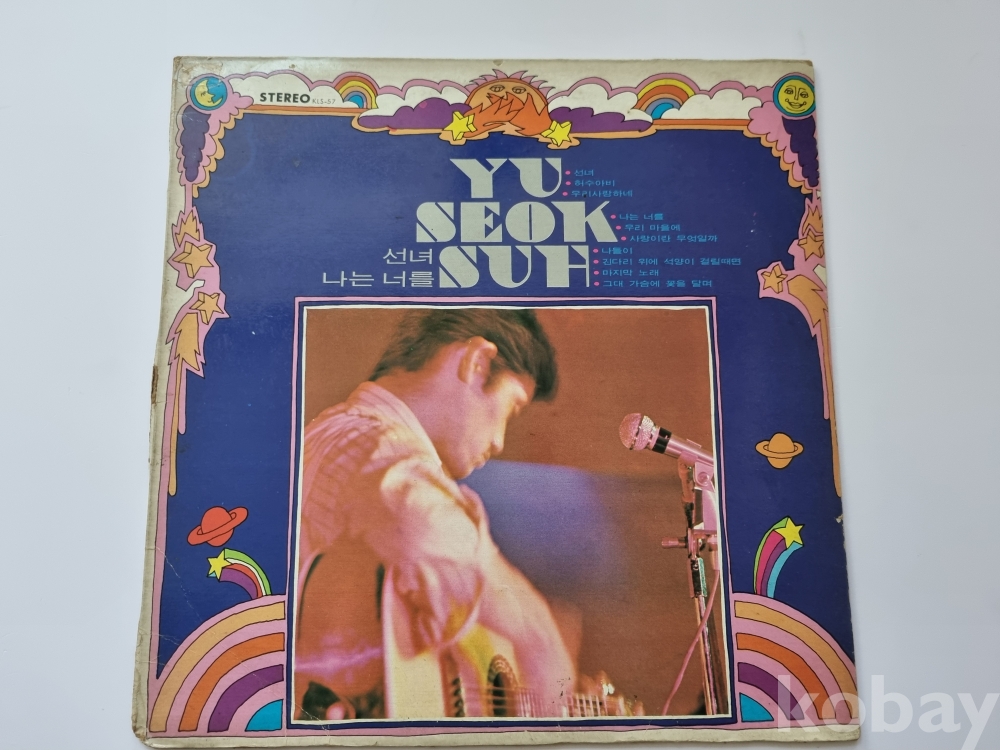 STEREO KLS-57
YU
SEOK
SUH
선녀
나는 너를
• 선녀
• 허수아비
• 우리사랑하네
• 나는 너를
• 우리 마을에
• 사랑이란 무엇일까
• 나들이
• 긴다리 위에 석양이 걸릴때면
• 마지막 노래
• 그대 가슴에 꽃을 달며
kobay